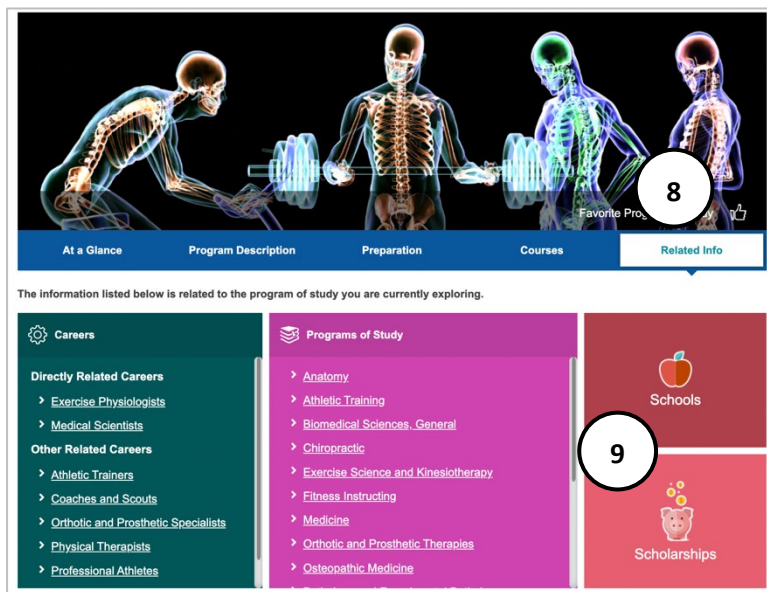 8
Favorite Pro
At a Glance
Program Description
Preparation
Courses
Related Info
The information listed below is related to the program of study you are currently exploring.
Careers
Directly Related Careers
Exercise Physiologists
Medical Scientists
Other Related Careers
Athletic Trainers
Coaches and Scouts
Orthotic and Prosthetic Specialists
Physical Therapists
Professional Athletes
Programs of Study
Anatomy
Athletic Training
Biomedical Sciences, General
Chiropractic
Exercise Science and Kinesiotherapy
Fitness Instructing
Medicine
Orthotic and Prosthetic Therapies
Osteopathic Medicine
Schools
9
Scholarships